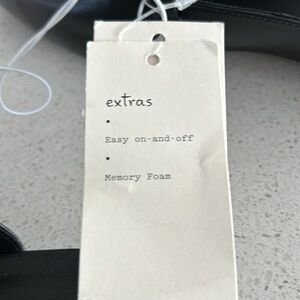 extras
•
Easy on-and-off
•
Memory Foam